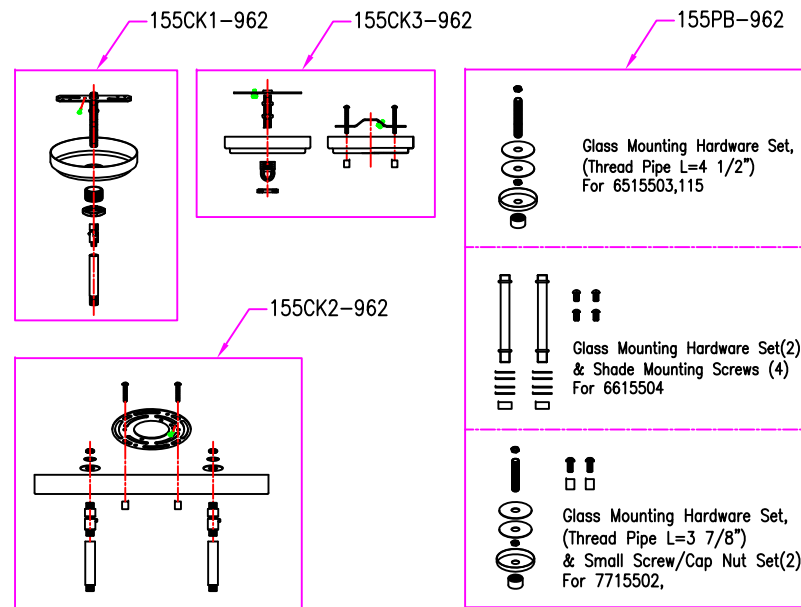 155CK1-962
155CK3-962
155PB-962
Glass Mounting Hardware Set,
(Thread Pipe L=4 1/2")
For 6515503,115
155CK2-962
Glass Mounting Hardware Set(2)
& Shade Mounting Screws (4)
For 6615504
Glass Mounting Hardware Set,
(Thread Pipe L=3 7/8")
& Small Screw/Cap Nut Set(2)
For 7715502,